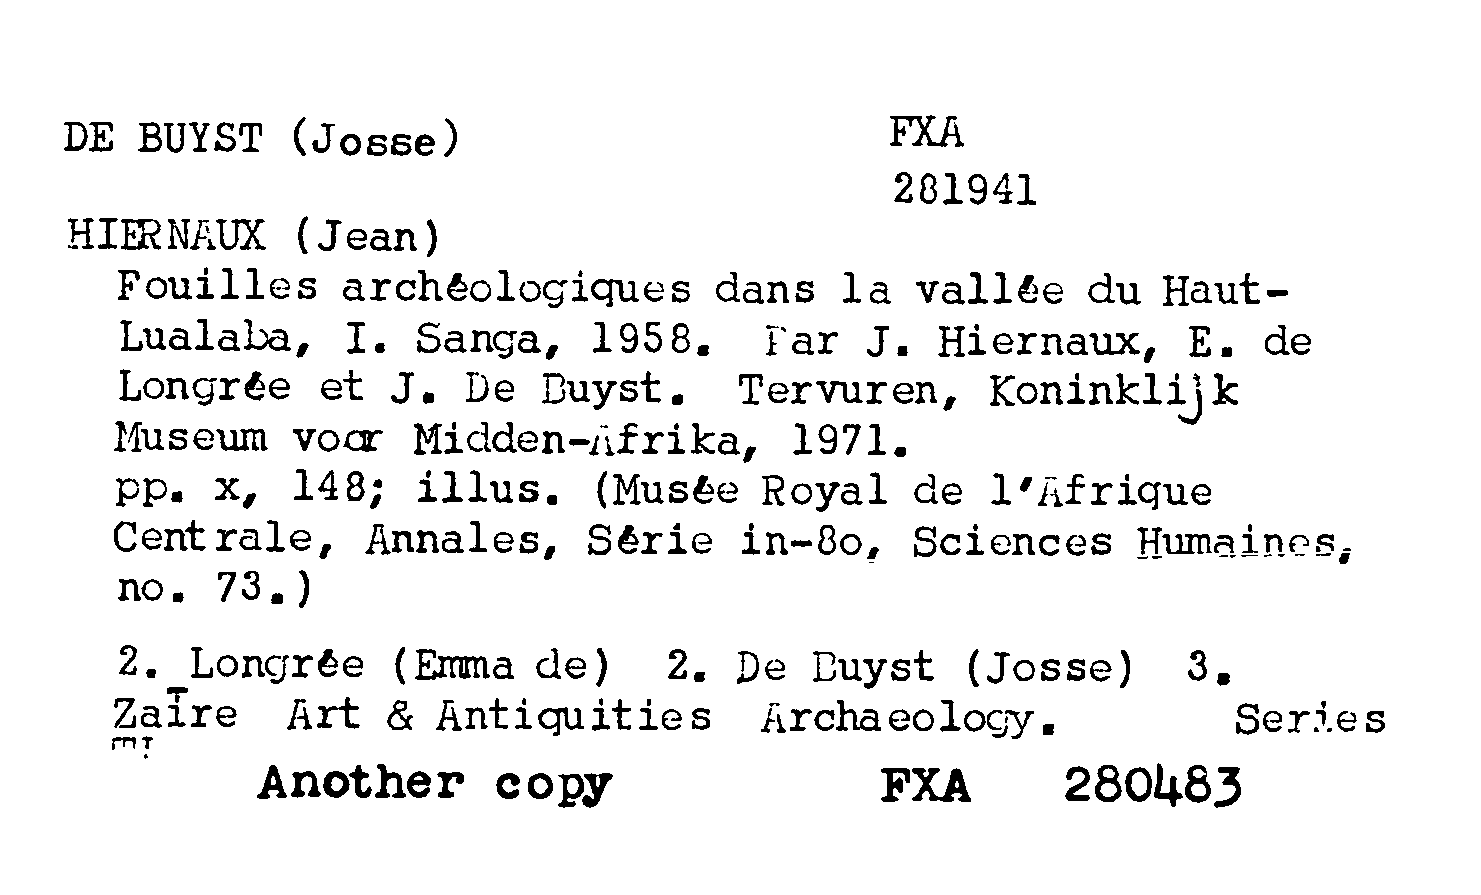 DE BUYST (Josse) FXA
281941
HIERNAUX (Jean)
Fouilles archéologiques dans la vallée du Haut-
Lualaba, I. Sanga, 1958. Par J. Hiernaux, E. de
Longrée et J. De Buyst. Tervuren, Koninklijk
Museum voor Midden-Afrika, 1971.
pp. x, 148; illus. (Musée Royal de l'Afrique
Centrale, Annales, Série in-8o, Sciences Humaines,
no. 73.)
2. Longrée (Emma de) 2. De Buyst (Josse) 3.
Zaïre Art & Antiquities Archaeology. Series
Another copy FXA 280483